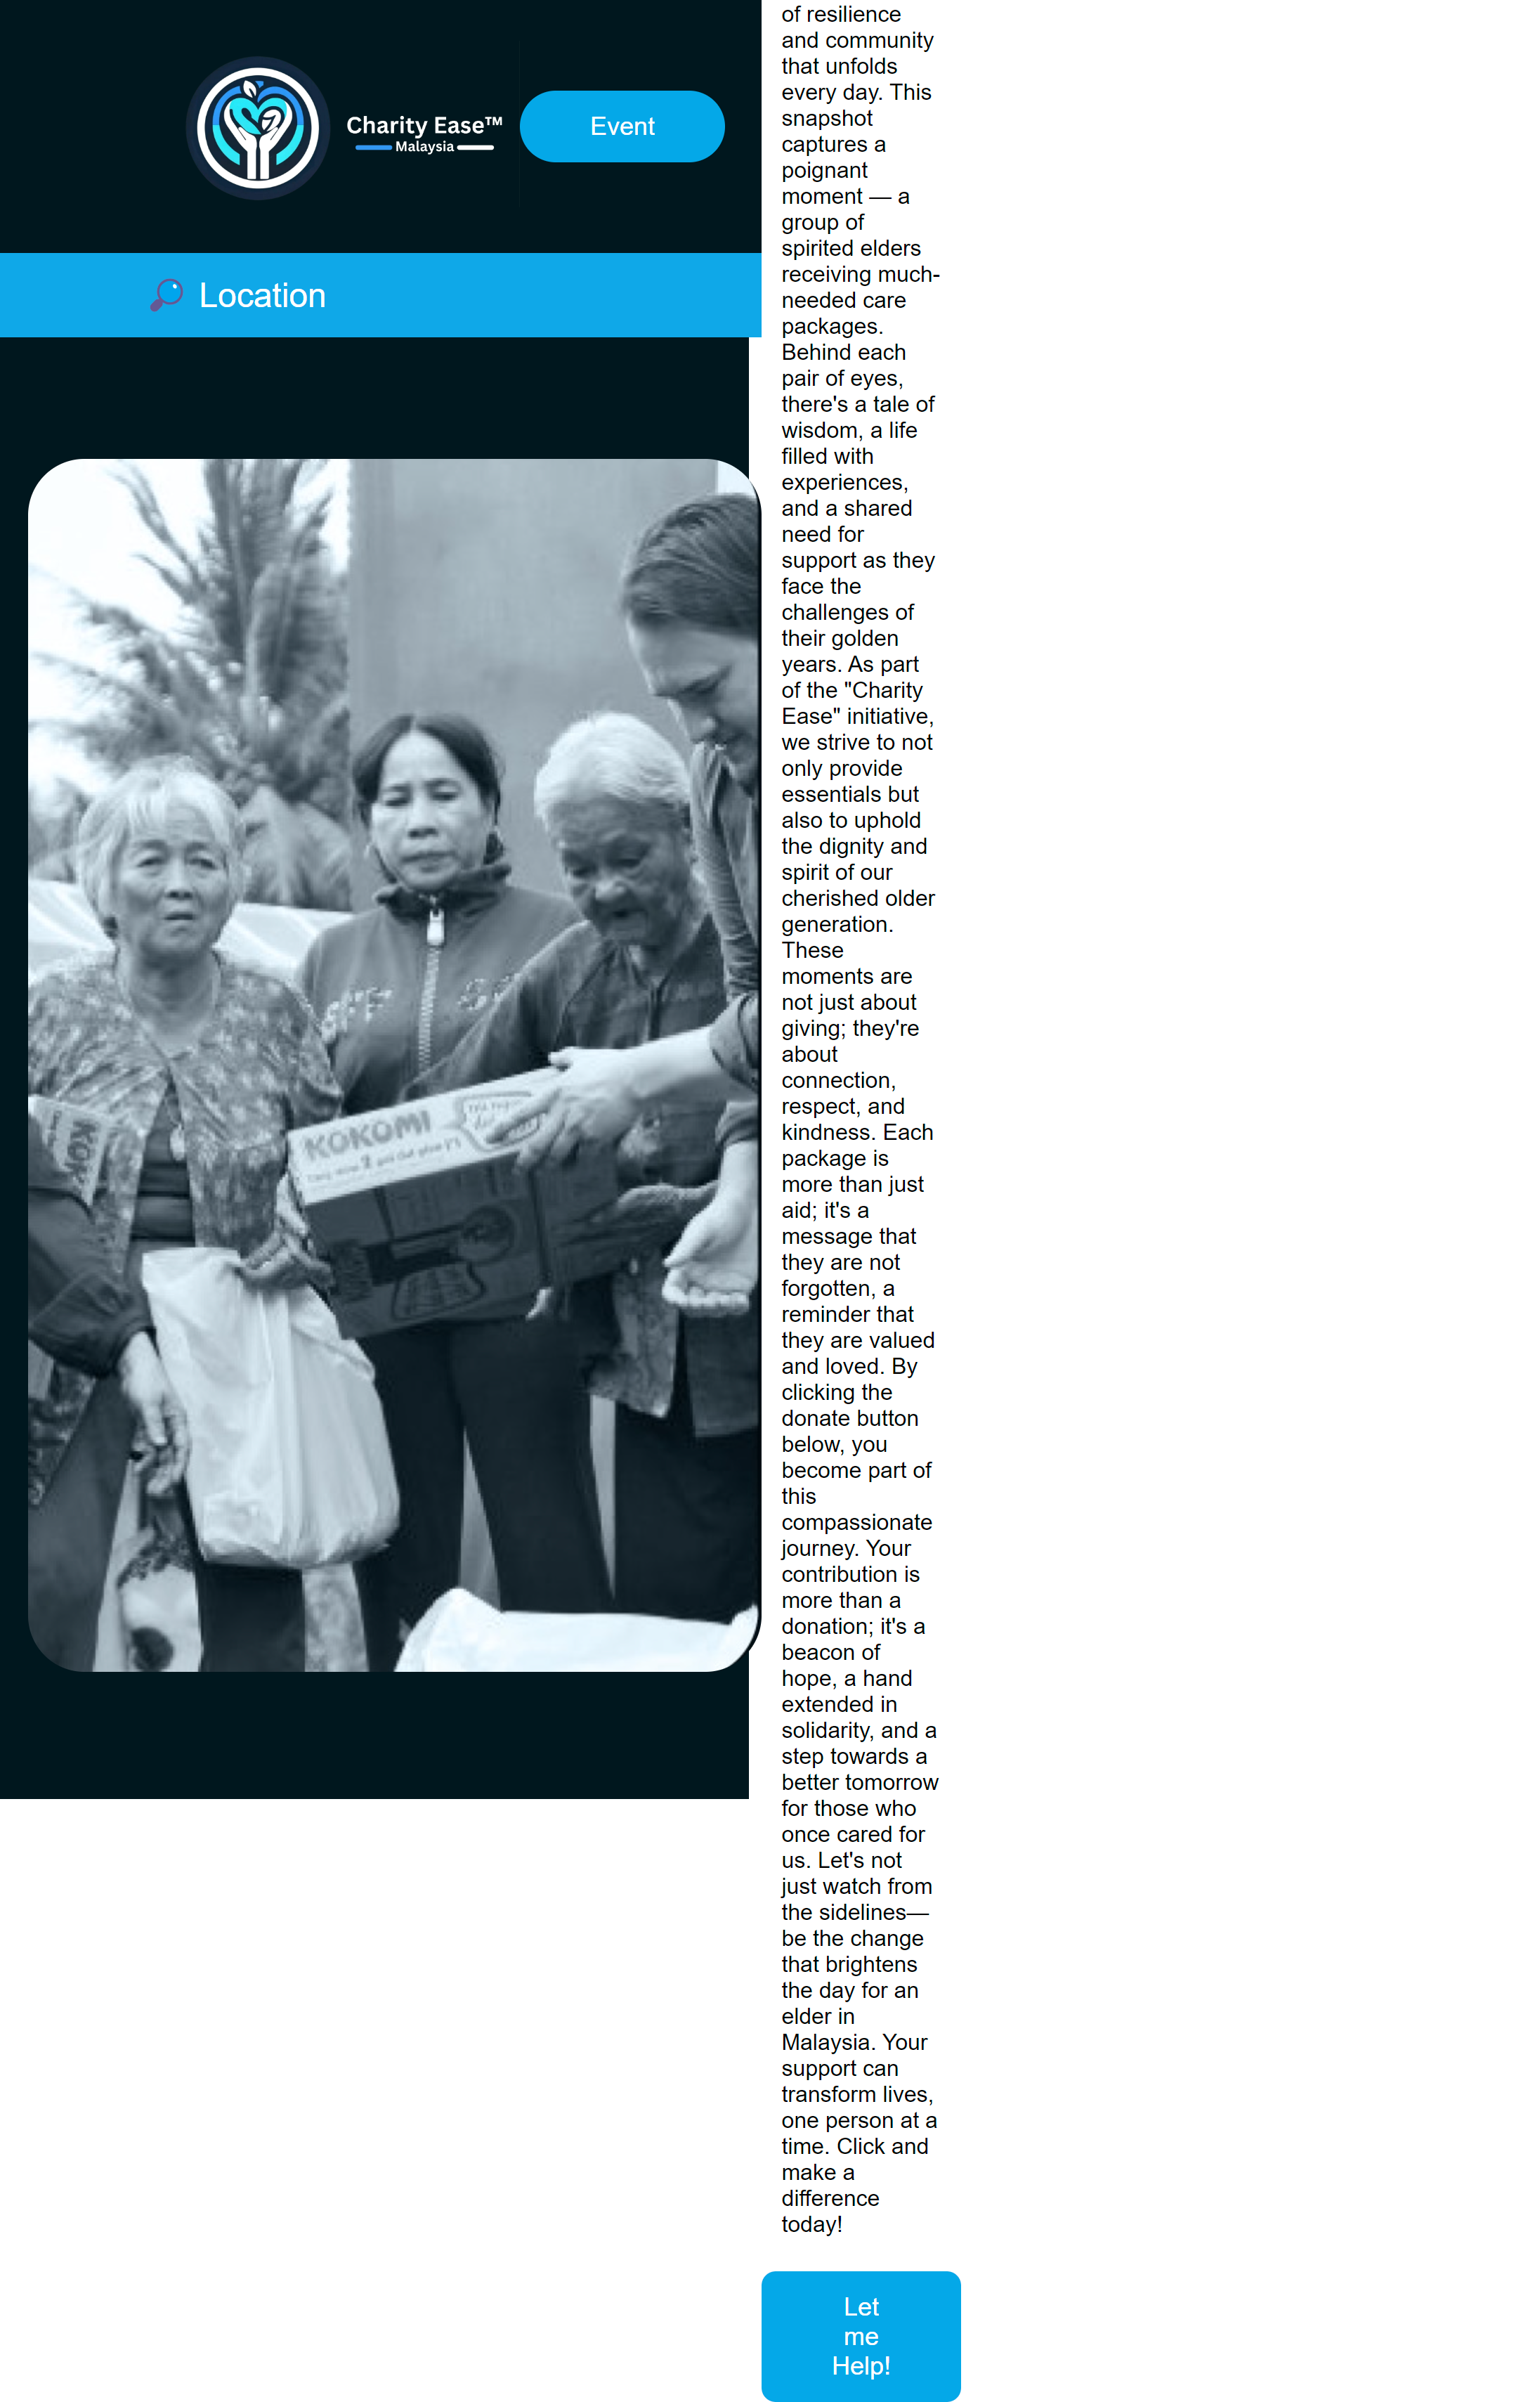 Charity Ease™
Malaysia
Event
🔎 Location
KOKOMI
of resilience
and community
that unfolds
every day. This
snapshot
captures a
poignant
moment — a
group of
spirited elders
receiving much-
needed care
packages.
Behind each
pair of eyes,
there's a tale of
wisdom, a life
filled with
experiences,
and a shared
need for
support as they
face the
challenges of
their golden
years. As part
of the "Charity
Ease" initiative,
we strive to not
only provide
essentials but
also to uphold
the dignity and
spirit of our
cherished older
generation.
These
moments are
not just about
giving; they're
about
connection,
respect, and
kindness. Each
package is
more than just
aid; it's a
message that
they are not
forgotten, a
reminder that
they are valued
and loved. By
clicking the
donate button
below, you
become part of
this
compassionate
journey. Your
contribution is
more than a
donation; it's a
beacon of
hope, a hand
extended in
solidarity, and a
step towards a
better tomorrow
for those who
once cared for
us. Let's not
just watch from
the sidelines—
be the change
that brightens
the day for an
elder in
Malaysia. Your
support can
transform lives,
one person at a
time. Click and
make a
difference
today!
Let
me
Help!